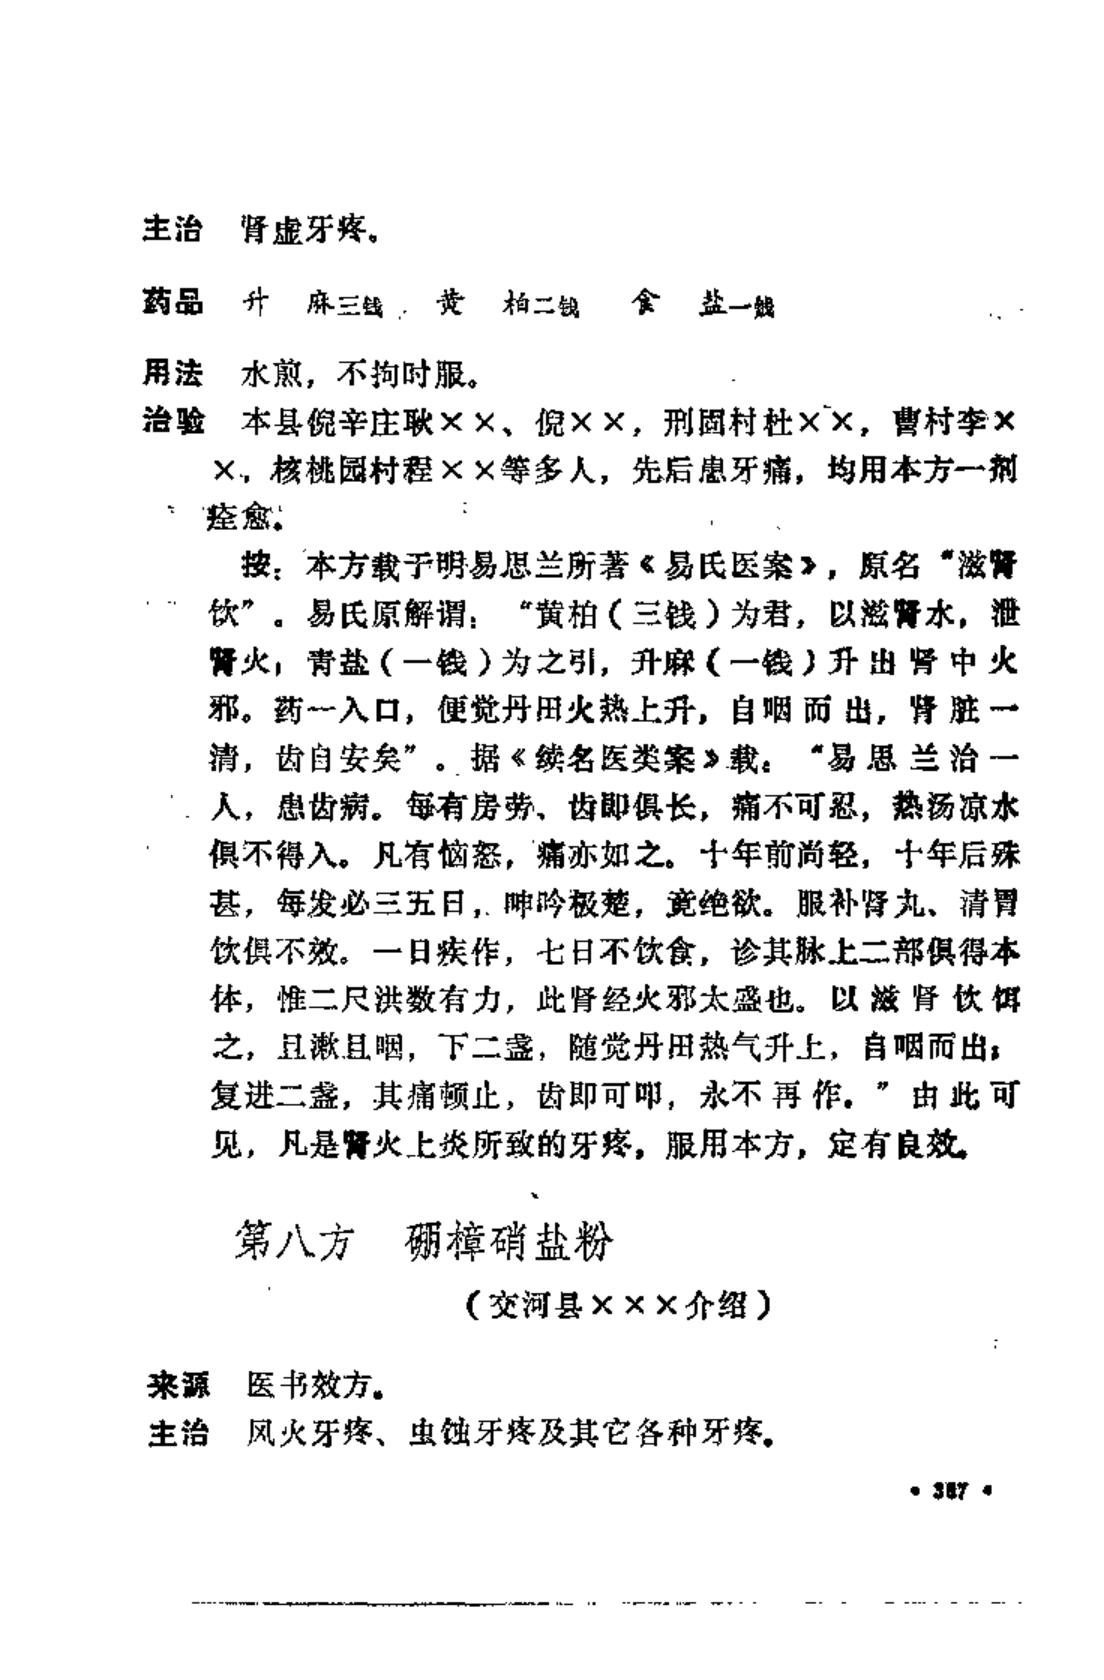 主治　肾虚牙疼。
药品　升　麻三钱　黄　柏二钱　食　盐一钱
用法　水煎，不拘时服。
治验　本县倪辛庄耿××、倪××，刑固村杜××，曹村李×
×，核桃园村程××等多人，先后患牙痛，均用本方一剂
痊愈。
按：本方载于明易思兰所著《易氏医案》，原名“滋肾
饮”。易氏原解谓：“黄柏（三钱）为君，以滋肾水，泄
肾火；青盐（一钱）为之引，升麻（一钱）升出肾中火
邪。药一入口，便觉丹田火热上升，自咽而出，肾脏一
清，齿自安矣”。据《续名医类案》载：“易思兰治一
人，患齿病。每有房劳、齿即俱长，痛不可忍，热汤凉水
俱不得入。凡有恼怒，痛亦如之。十年前尚轻，十年后殊
甚，每发必三五日，呻吟极楚，竟绝欲。服补肾丸、清胃
饮俱不效。一日疾作，七日不饮食，诊其脉上二部俱得本
体，惟二尺洪数有力，此肾经火邪太盛也。以滋肾饮饵
之，且漱且咽，下二盏，随觉丹田热气升上，自咽而出；
复进二盏，其痛顿止，齿即可叩，永不再作。”由此可
见，凡是肾火上炎所致的牙疼，服用本方，定有良效。
第八方　硼樟硝盐粉
（交河县×××介绍）
来源　医书效方。
主治　风火牙疼、虫蚀牙疼及其它各种牙疼。
• 367 •